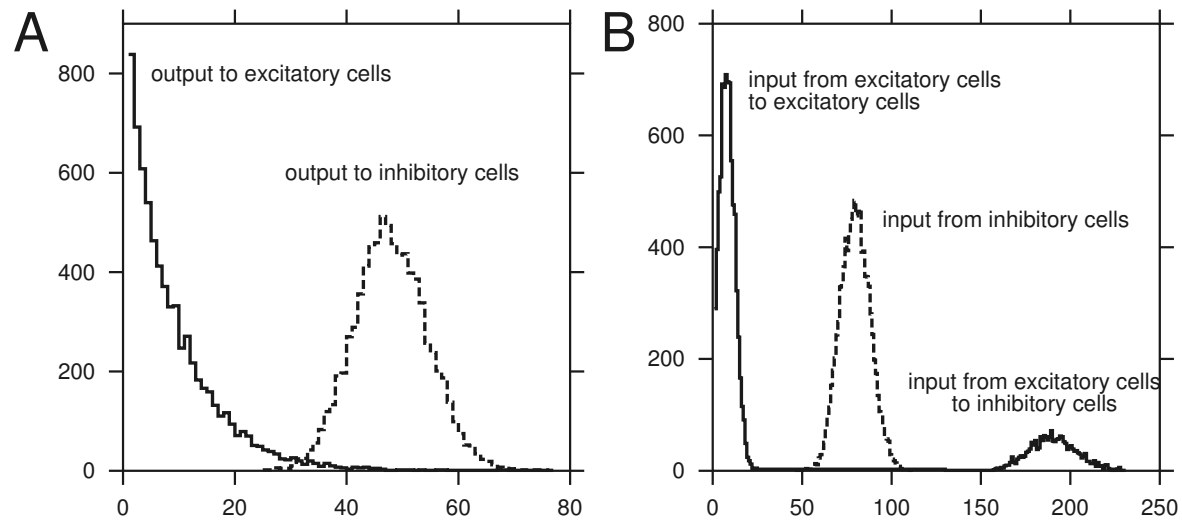 A
800
600
400
200
0
0
20
40
60
80
output to excitatory cells
output to inhibitory cells
B
800
600
400
200
0
0
50
100
150
200
250
input from excitatory cells
to excitatory cells
input from inhibitory cells
input from excitatory cells
to inhibitory cells